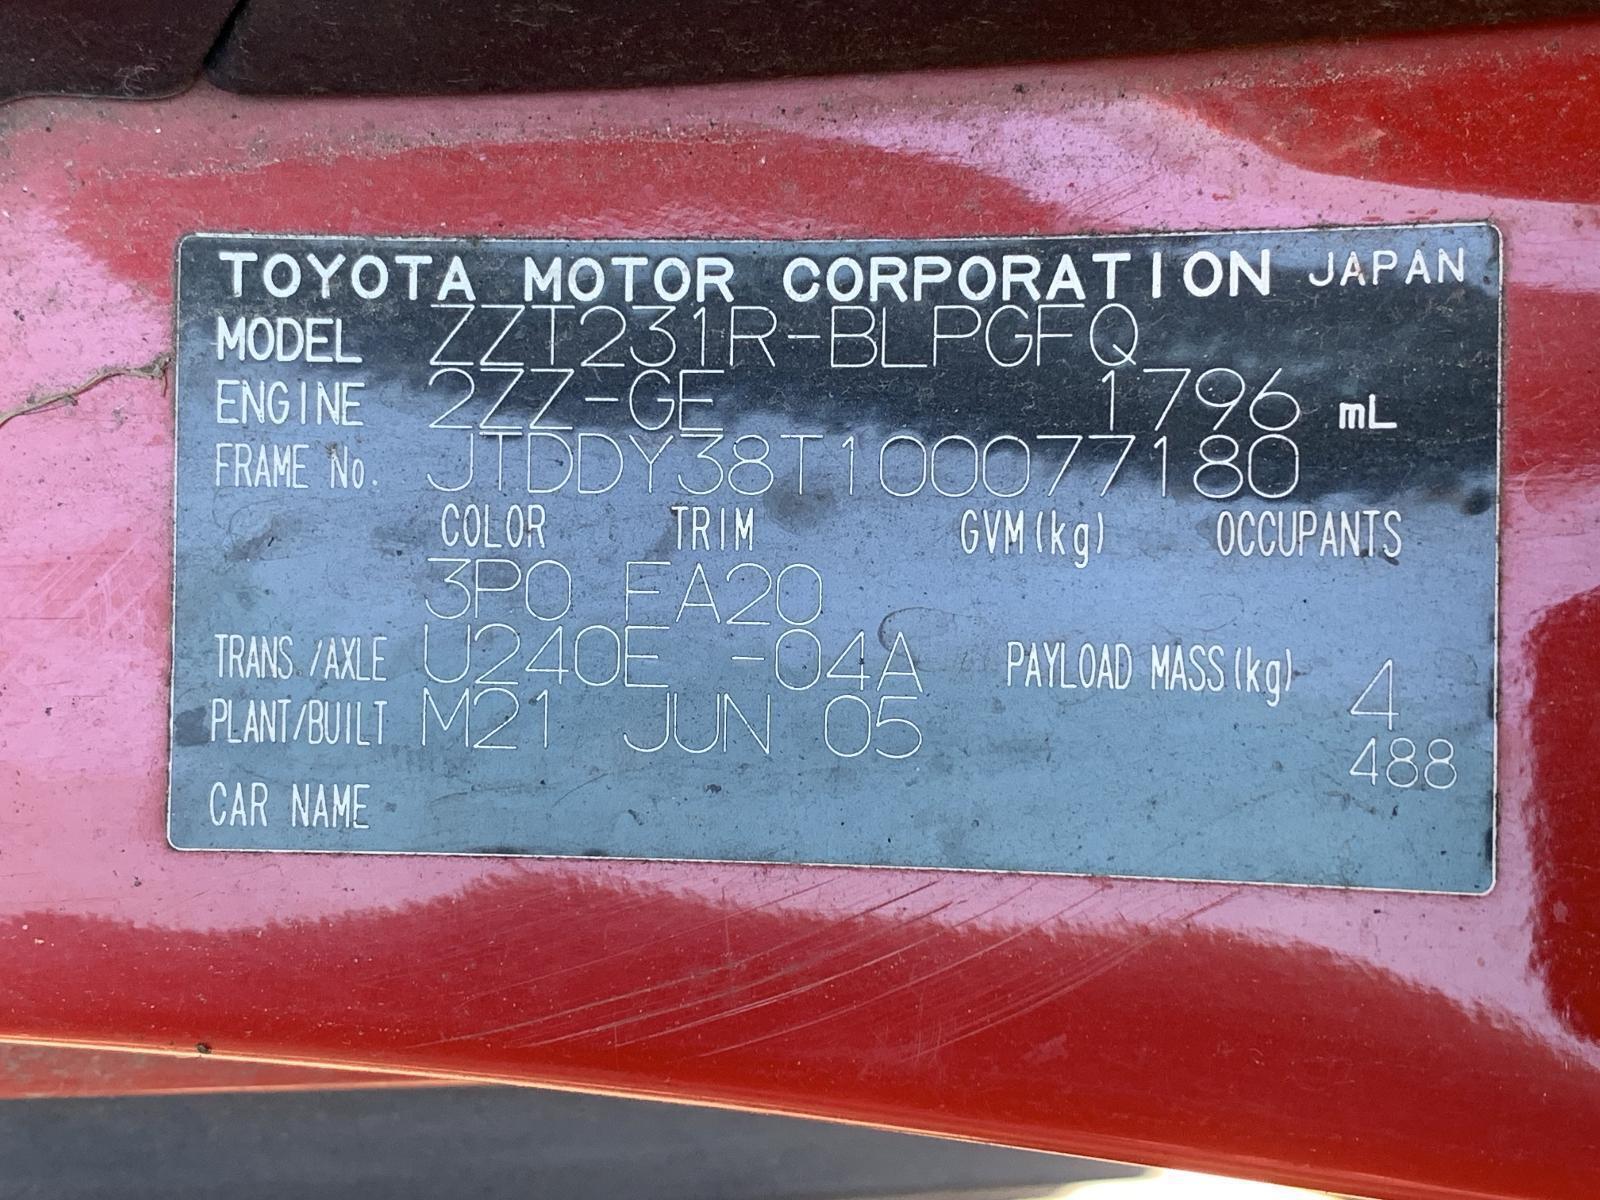 TOYOTA MOTOR CORPORATION JAPAN
MODEL ZZT231R-BLPGFQ
ENGINE 2ZZ-GE 1796 mL
FRAME No. JTDDY38T100077180
COLOR TRIM GVM(kg) OCCUPANTS
3P0 FA20
TRANS./AXLE U240E -04A PAYLOAD MASS(kg) 4
PLANT/BUILT M21 JUN 05 488
CAR NAME